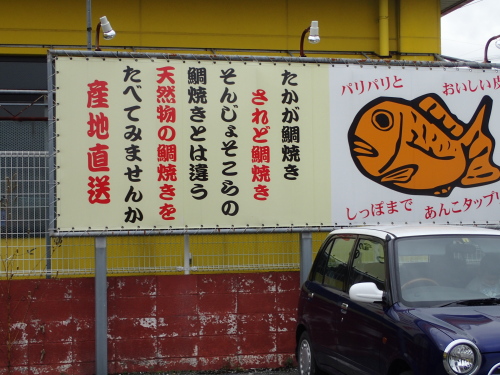 たかが鯛焼き
されど鯛焼き
そんじょそこらの
鯛焼きとは違う
天然物の鯛焼きを
たべてみませんか
産地直送
パリパリと
おいしい皮
しっぽまで
あんこタップリ